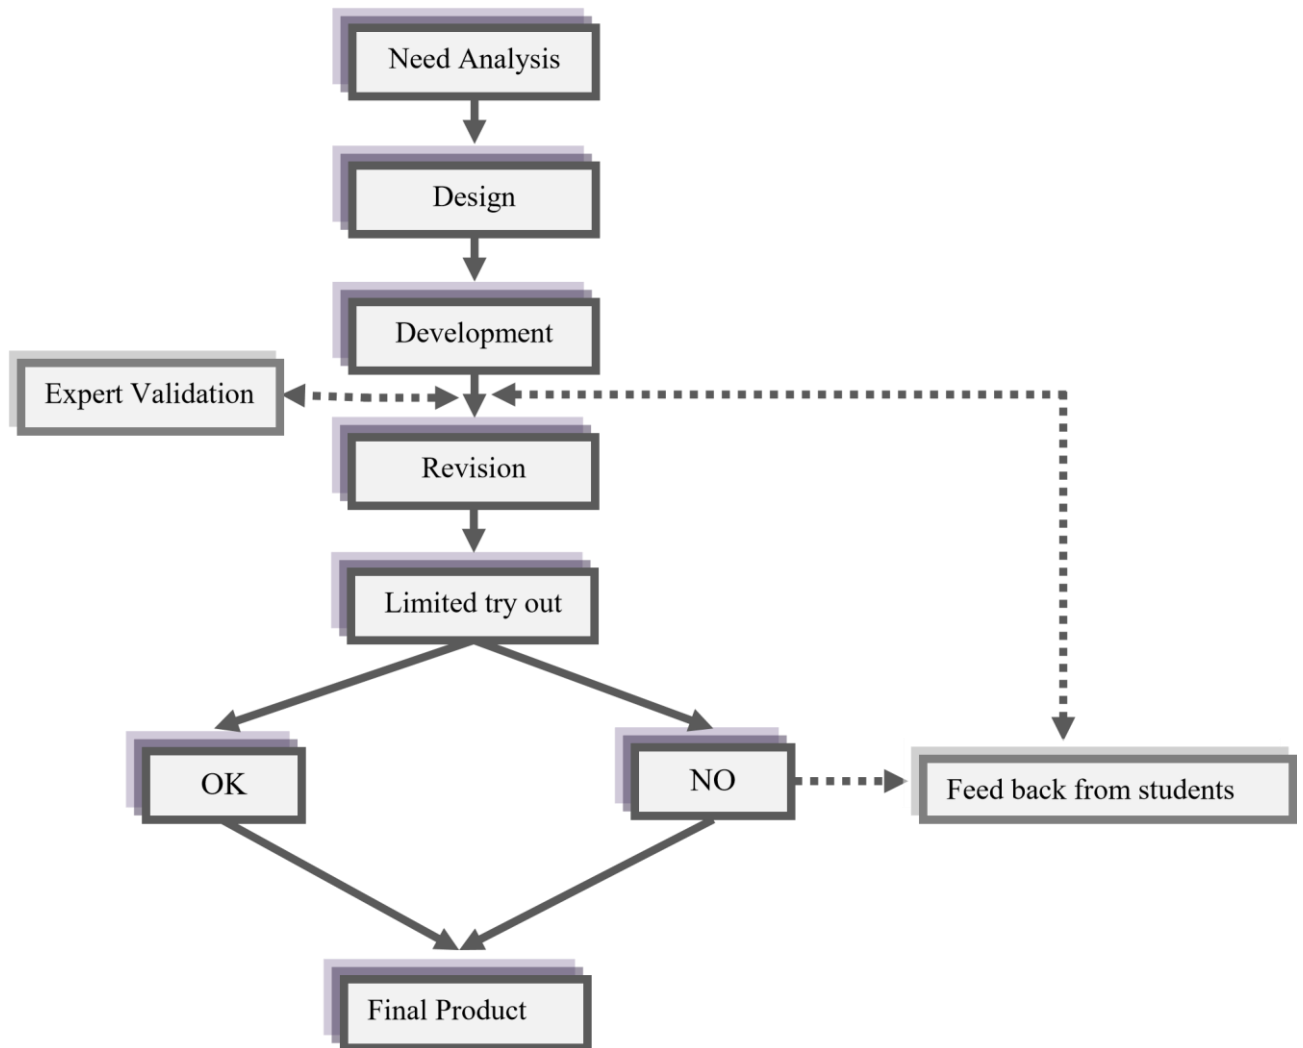 Need Analysis
Design
Development
Expert Validation
Revision
Limited try out
OK
NO
Feed back from students
Final Product